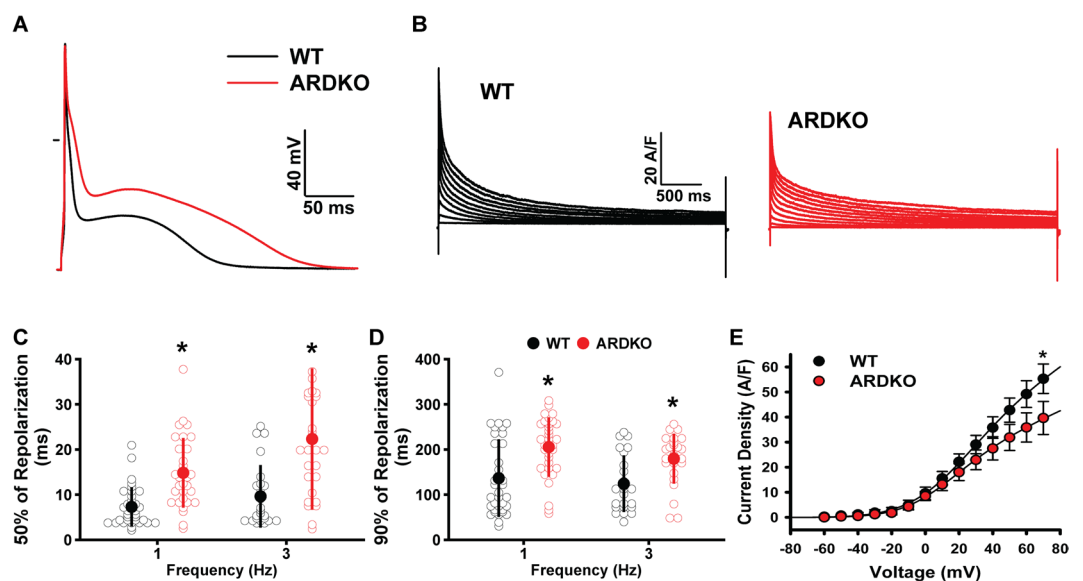 A
WT
ARDKO
40 mV
50 ms
B
WT
20 A/F
500 ms
ARDKO
C
50% of Repolarization
(ms)
40
30
20
10
0
*
*
1
3
Frequency (Hz)
D
WT
ARDKO
90% of Repolarization
(ms)
400
300
200
100
0
*
*
1
3
Frequency (Hz)
E
WT
ARDKO
*
Current Density (A/F)
60
50
40
30
20
10
0
-80 -60 -40 -20 0 20 40 60 80
Voltage (mV)